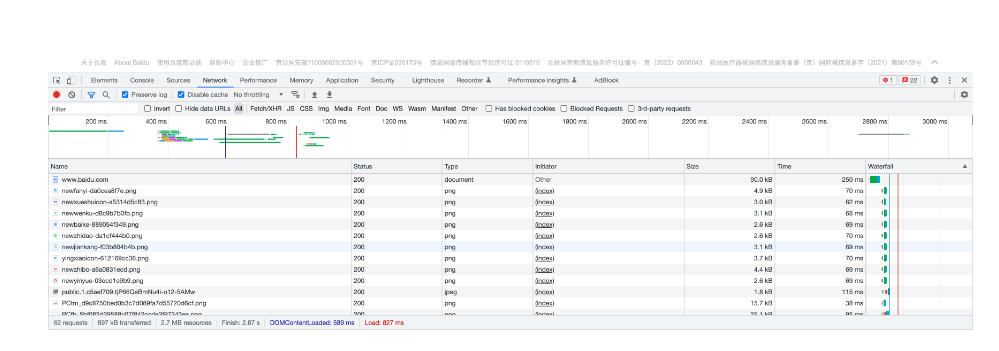 关于百度 About Baidu 使用百度前必读 帮助中心 企业推广 京公网安备11000002000001号 京ICP证030173号
Elements Console Sources Network Performance Memory Application Security Lighthouse Recorder Performance insights AdBlock 1 22
Preserve log Disable cache No throttling
Filter Invert Hide data URLs All Fetch/XHR JS CSS Img Media Font Doc WS Wasm Manifest Other Has blocked cookies Blocked Requests 3rd-party requests
200 ms 400 ms 600 ms 800 ms 1000 ms 1200 ms 1400 ms 1600 ms 1800 ms 2000 ms 2200 ms 2400 ms 2600 ms 2800 ms 3000 ms
Name Status Type Initiator Size Time Waterfall
www.baidu.com 200 document Other 90.0 kB 250 ms
newfanyi-da0cea8f7e.png 200 png (index) 4.9 kB 70 ms
newxueshuicon-a5314d5c83.png 200 png (index) 3.0 kB 62 ms
newwenku-d8c9b7b0fb.png 200 png (index) 3.1 kB 68 ms
newbaike-889054f349.png 200 png (index) 2.6 kB 69 ms
newzhidao-da1cf444b0.png 200 png (index) 2.6 kB 70 ms
newjiankang-f03b804b4b.png 200 png (index) 3.1 kB 69 ms
yingxiaoicon-612169cc36.png 200 png (index) 3.7 kB 70 ms
newzhibo-a6a0831ecd.png 200 png (index) 4.4 kB 69 ms
newyinyue-03ecd1e9b9.png 200 png (index) 2.6 kB 69 ms
200 jpeg (index) 1.8 kB 115 ms
PCtm_d9c8750bed0b3c7d089fa7d55720d6cf.png 200 png (index) 15.7 kB 38 ms
200 png (index) 25.1 kB 95 ms
62 requests 897 kB transferred 2.7 MB resources Finish: 2.87 s DOMContentLoaded: 589 ms Load: 827 ms